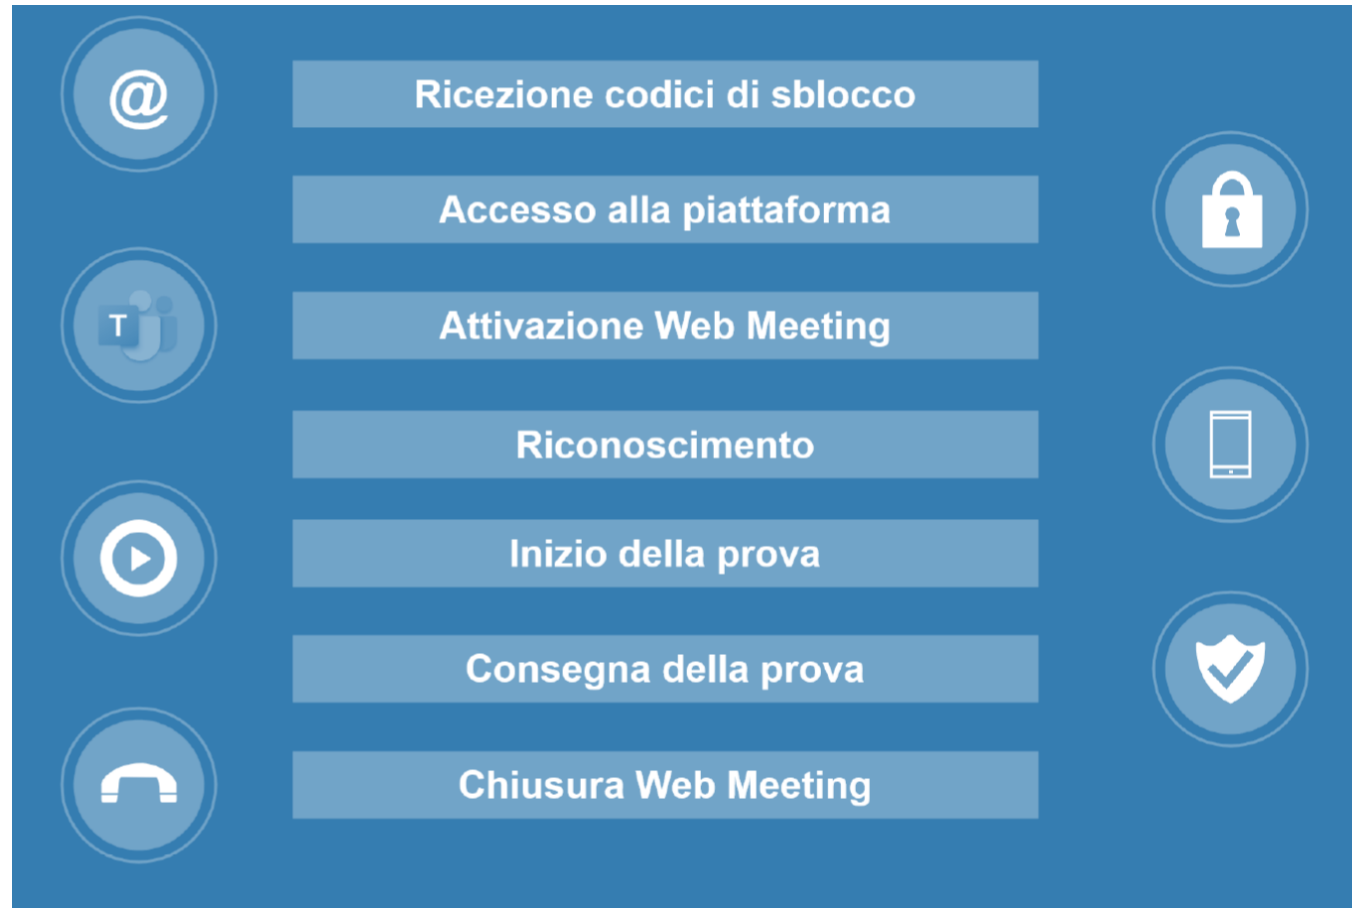 @
Ricezione codici di sblocco
Accesso alla piattaforma
T
Attivazione Web Meeting
Riconoscimento
Inizio della prova
Consegna della prova
Chiusura Web Meeting